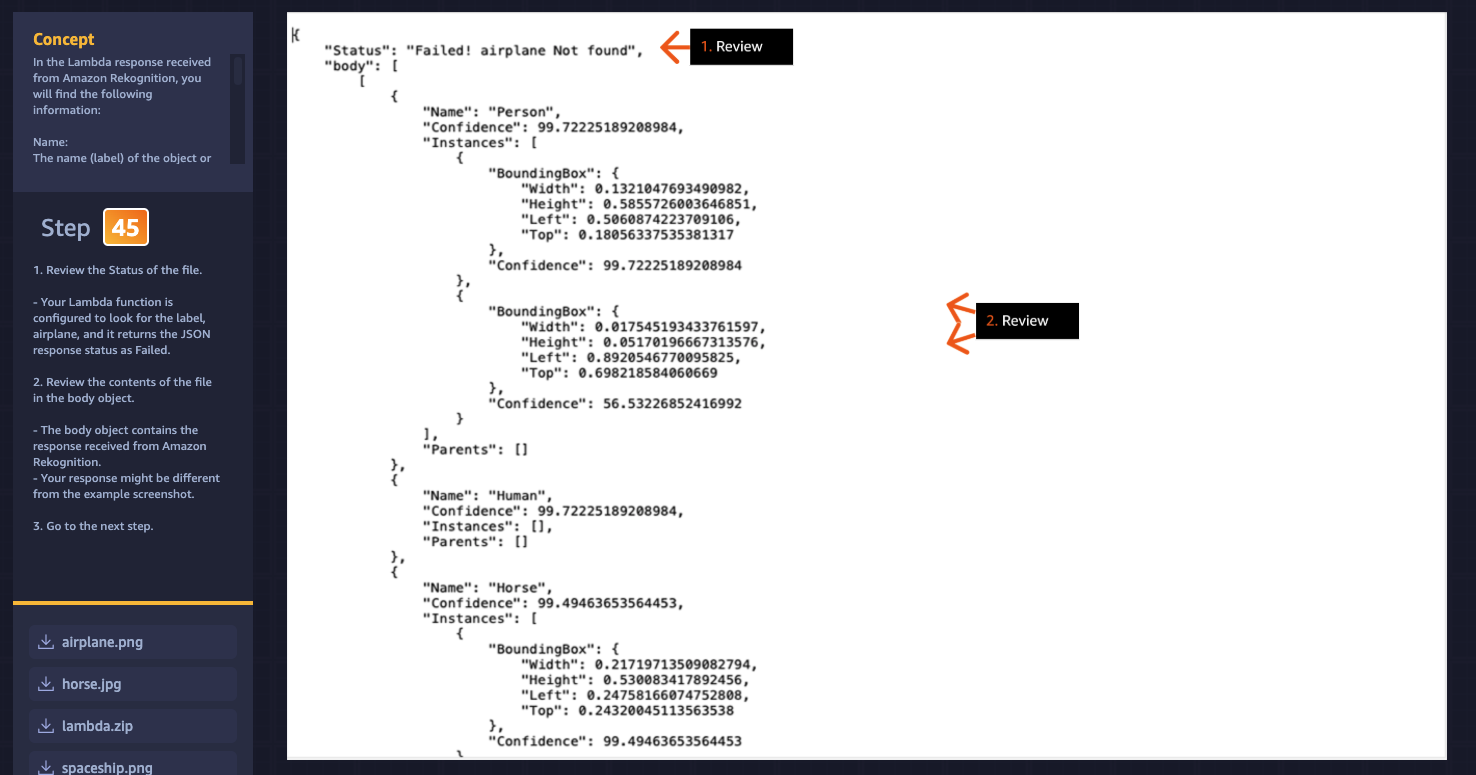 Concept
In the Lambda response received
from Amazon Rekognition, you
will find the following
information:
Name:
The name (label) of the object or
Step 45
1. Review the Status of the file.
- Your Lambda function is
configured to look for the label,
airplane, and it returns the JSON
response status as Failed.
2. Review the contents of the file
in the body object.
- The body object contains the
response received from Amazon
Rekognition.
- Your response might be different
from the example screenshot.
3. Go to the next step.
airplane.png
horse.jpg
lambda.zip
spaceship.png
{
"Status": "Failed! airplane Not found",
1. Review
"body": [
[
{
"Name": "Person",
"Confidence": 99.72225189208984,
"Instances": [
{
"BoundingBox": {
"Width": 0.1321047693490982,
"Height": 0.5855726003646851,
"Left": 0.5060874223709106,
"Top": 0.18056337535381317
},
"Confidence": 99.72225189208984
},
{
"BoundingBox": {
2. Review
"Width": 0.017545193433761597,
"Height": 0.05170196667313576,
"Left": 0.8920546770095825,
"Top": 0.698218584060669
},
"Confidence": 56.53226852416992
}
],
"Parents": []
},
{
"Name": "Human",
"Confidence": 99.72225189208984,
"Instances": [],
"Parents": []
},
{
"Name": "Horse",
"Confidence": 99.49463653564453,
"Instances": [
{
"BoundingBox": {
"Width": 0.21719713509082794,
"Height": 0.530083417892456,
"Left": 0.24758166074752808,
"Top": 0.24320045113563538
},
"Confidence": 99.49463653564453
}